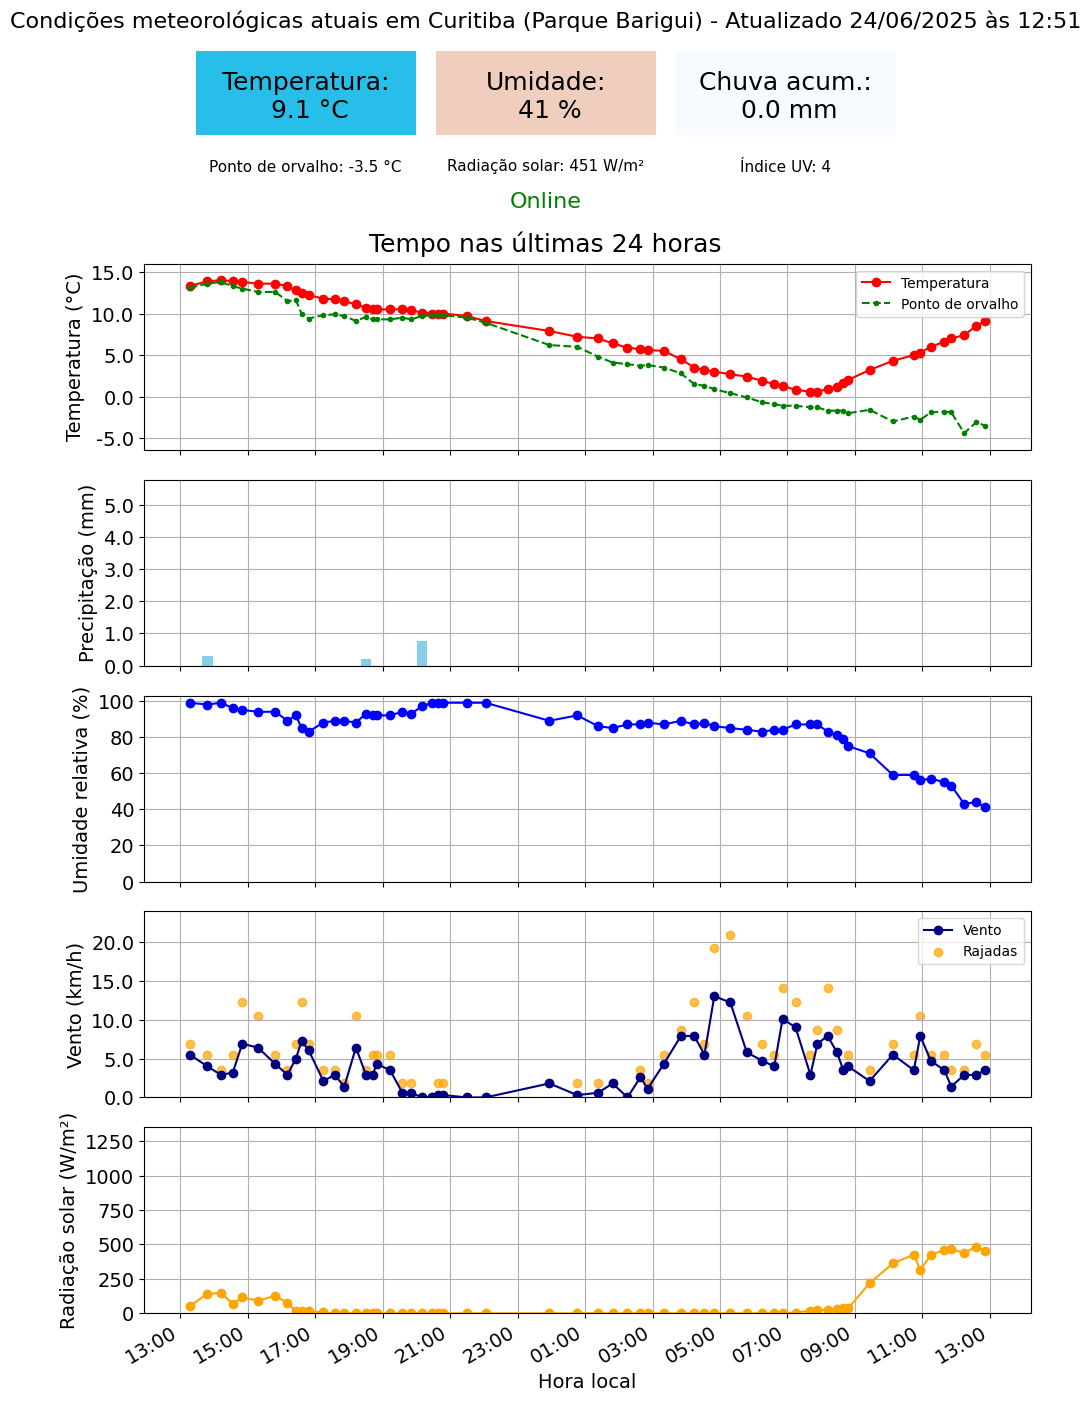 Condições meteorológicas atuais em Curitiba (Parque Barigui) - Atualizado 24/06/2025 às 12:51
Temperatura:
9.1 °C
Umidade:
41 %
Chuva acum.:
0.0 mm
Ponto de orvalho: -3.5 °C
Radiação solar: 451 W/m²
Índice UV: 4
Online
Tempo nas últimas 24 horas
Temperatura (°C)
15.0
10.0
5.0
0.0
-5.0
Temperatura
Ponto de orvalho
Precipitação (mm)
5.0
4.0
3.0
2.0
1.0
0.0
Umidade relativa (%)
100
80
60
40
20
0
Vento (km/h)
20.0
15.0
10.0
5.0
0.0
Vento
Rajadas
Radiação solar (W/m²)
1250
1000
750
500
250
0
13:00
15:00
17:00
19:00
21:00
23:00
01:00
03:00
05:00
07:00
09:00
11:00
13:00
Hora local